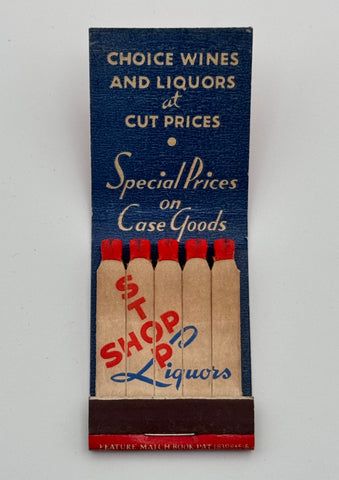 CHOICE WINES
AND LIQUORS
at
CUT PRICES
Special Prices
on
Case Goods
STOP
SHOP
Liquors
FEATURE MATCH BOOK PAT